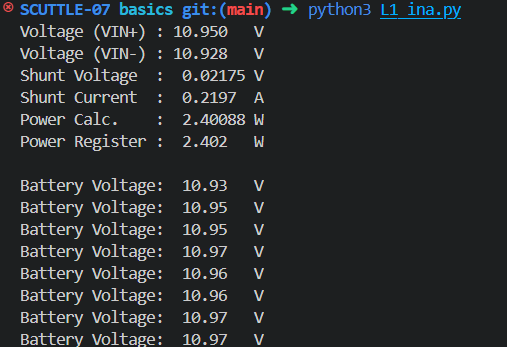 SCUTTLE-07 basics git:(main) ➜ python3 L1_ina.py
Voltage (VIN+) : 10.950 V
Voltage (VIN-) : 10.928 V
Shunt Voltage : 0.02175 V
Shunt Current : 0.2197 A
Power Calc. : 2.40088 W
Power Register : 2.402 W
Battery Voltage: 10.93 V
Battery Voltage: 10.95 V
Battery Voltage: 10.95 V
Battery Voltage: 10.97 V
Battery Voltage: 10.96 V
Battery Voltage: 10.96 V
Battery Voltage: 10.97 V
Battery Voltage: 10.97 V